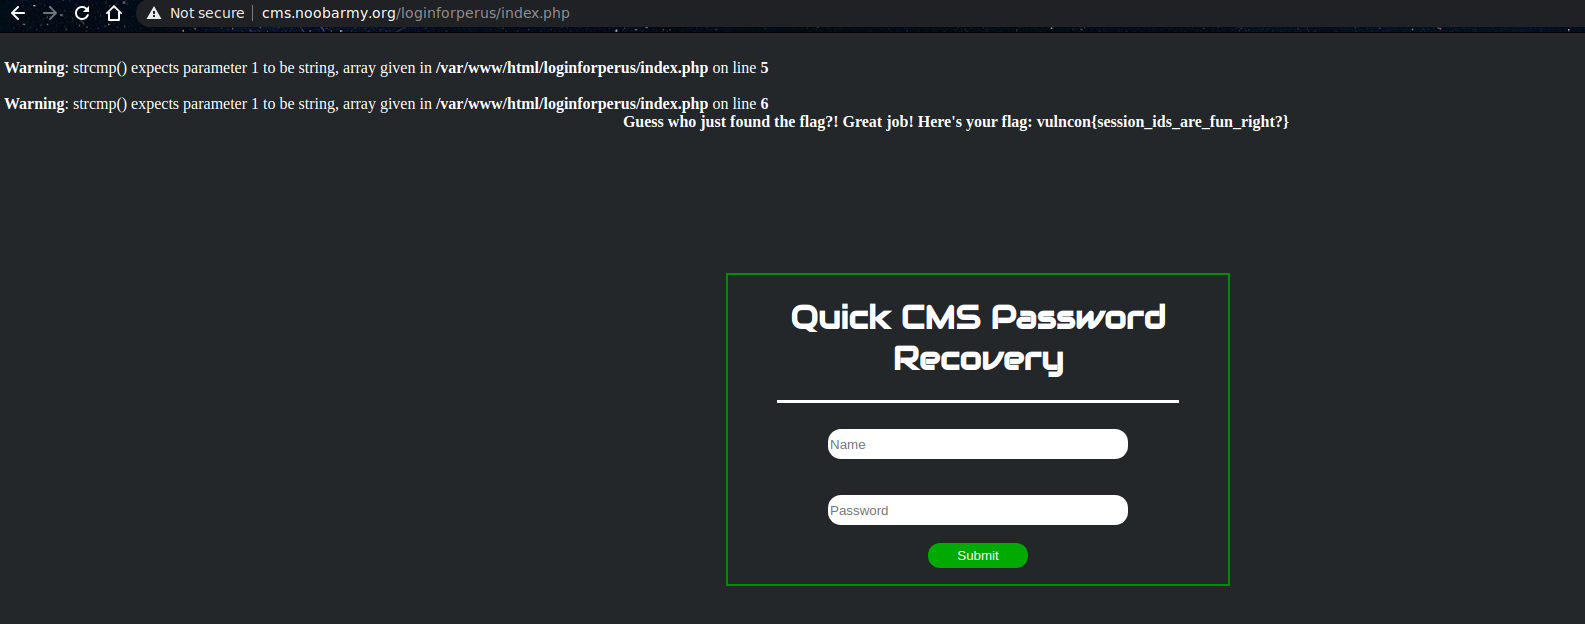 Not secure | cms.noobarmy.org/loginforperus/index.php
Warning: strcmp() expects parameter 1 to be string, array given in /var/www/html/loginforperus/index.php on line 5
Warning: strcmp() expects parameter 1 to be string, array given in /var/www/html/loginforperus/index.php on line 6
Guess who just found the flag?! Great job! Here's your flag: vulncon{session_ids_are_fun_right?}
Quick CMS Password
Recovery
Name
Password
Submit